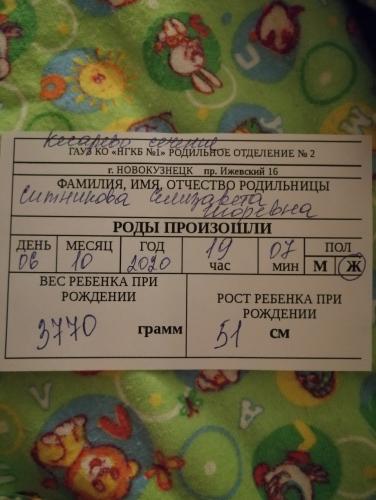 Кесарево сечение
ГАУЗ КО «НГКБ №1» РОДИЛЬНОЕ ОТДЕЛЕНИЕ № 2
г. НОВОКУЗНЕЦК пр. Ижевский 16
ФАМИЛИЯ, ИМЯ, ОТЧЕСТВО РОДИЛЬНИЦЫ
Ситникова Елизавета
Игоревна
РОДЫ ПРОИЗОШЛИ
ДЕНЬ МЕСЯЦ ГОД 19 07 ПОЛ
06 10 2020 час мин М Ж
ВЕС РЕБЕНКА ПРИ РОЖДЕНИИ
3770 грамм
РОСТ РЕБЕНКА ПРИ РОЖДЕНИИ
51 см